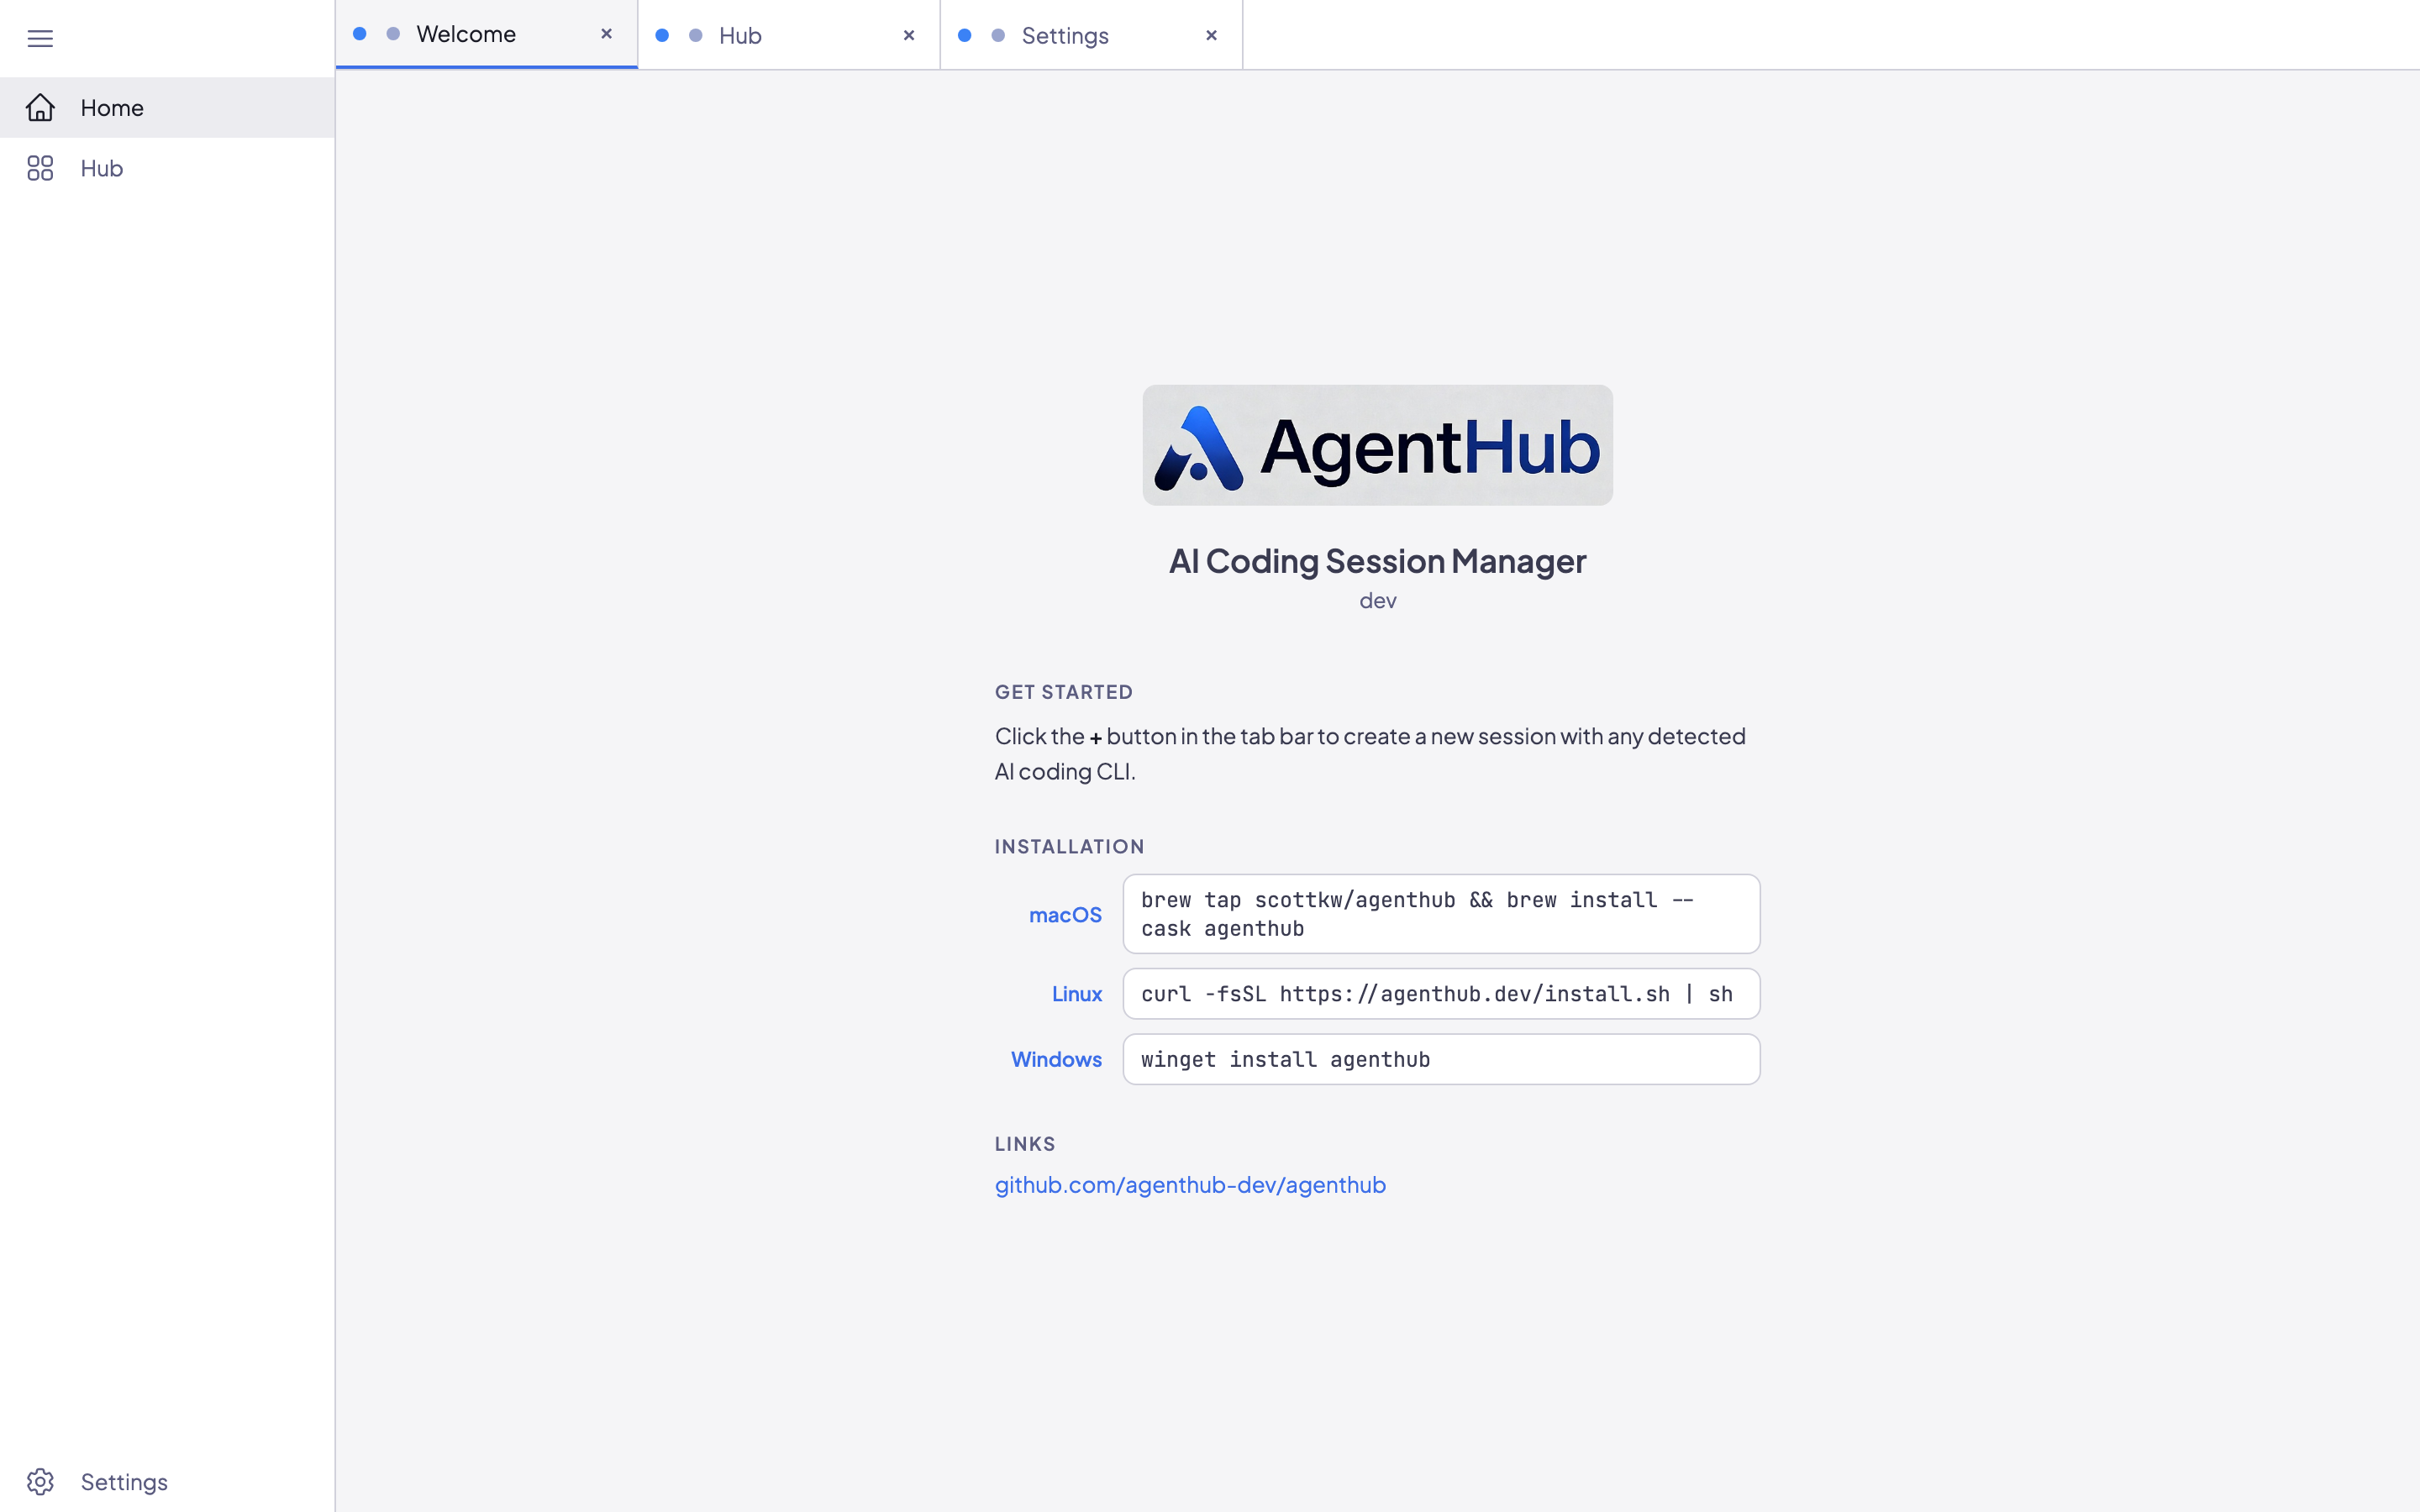 Welcome
Hub
Settings
Home
Hub
AgentHub
AI Coding Session Manager
dev
GET STARTED
Click the + button in the tab bar to create a new session with any detected
AI coding CLI.
INSTALLATION
macOS
brew tap scottkw/agenthub && brew install --
cask agenthub
Linux
curl -fsSL https://agenthub.dev/install.sh | sh
Windows
winget install agenthub
LINKS
github.com/agenthub-dev/agenthub
Settings